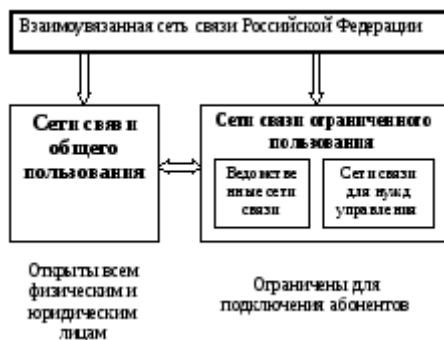 Взаимоувязанная сеть связи Российской Федерации
Сети связи
общего
пользования
Сети связи ограниченного
пользования
Ведомстве
нные сети
связи
Сети связи
для нужд
управления
Открыты всем
физическим и
юридическим
лицам
Ограничены для
подключения абонентов